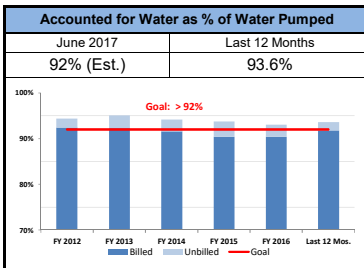 Accounted for Water as % of Water Pumped
June 2017 Last 12 Months
92% (Est.) 93.6%
100%
Goal: > 92%
90%
80%
70%
FY 2012 FY 2013 FY 2014 FY 2015 FY 2016 Last 12 Mos.
Billed Unbilled Goal